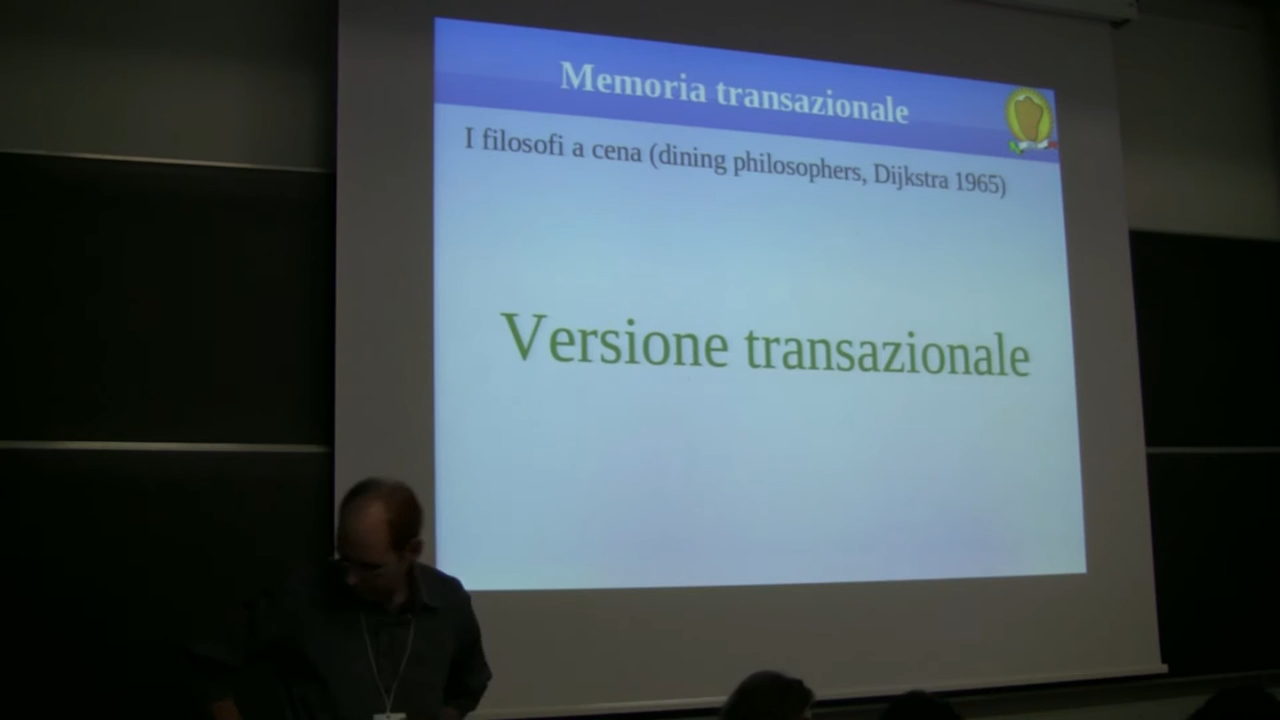 Memoria transazionale
I filosofi a cena (dining philosophers, Dijkstra 1965)
Versione transazionale